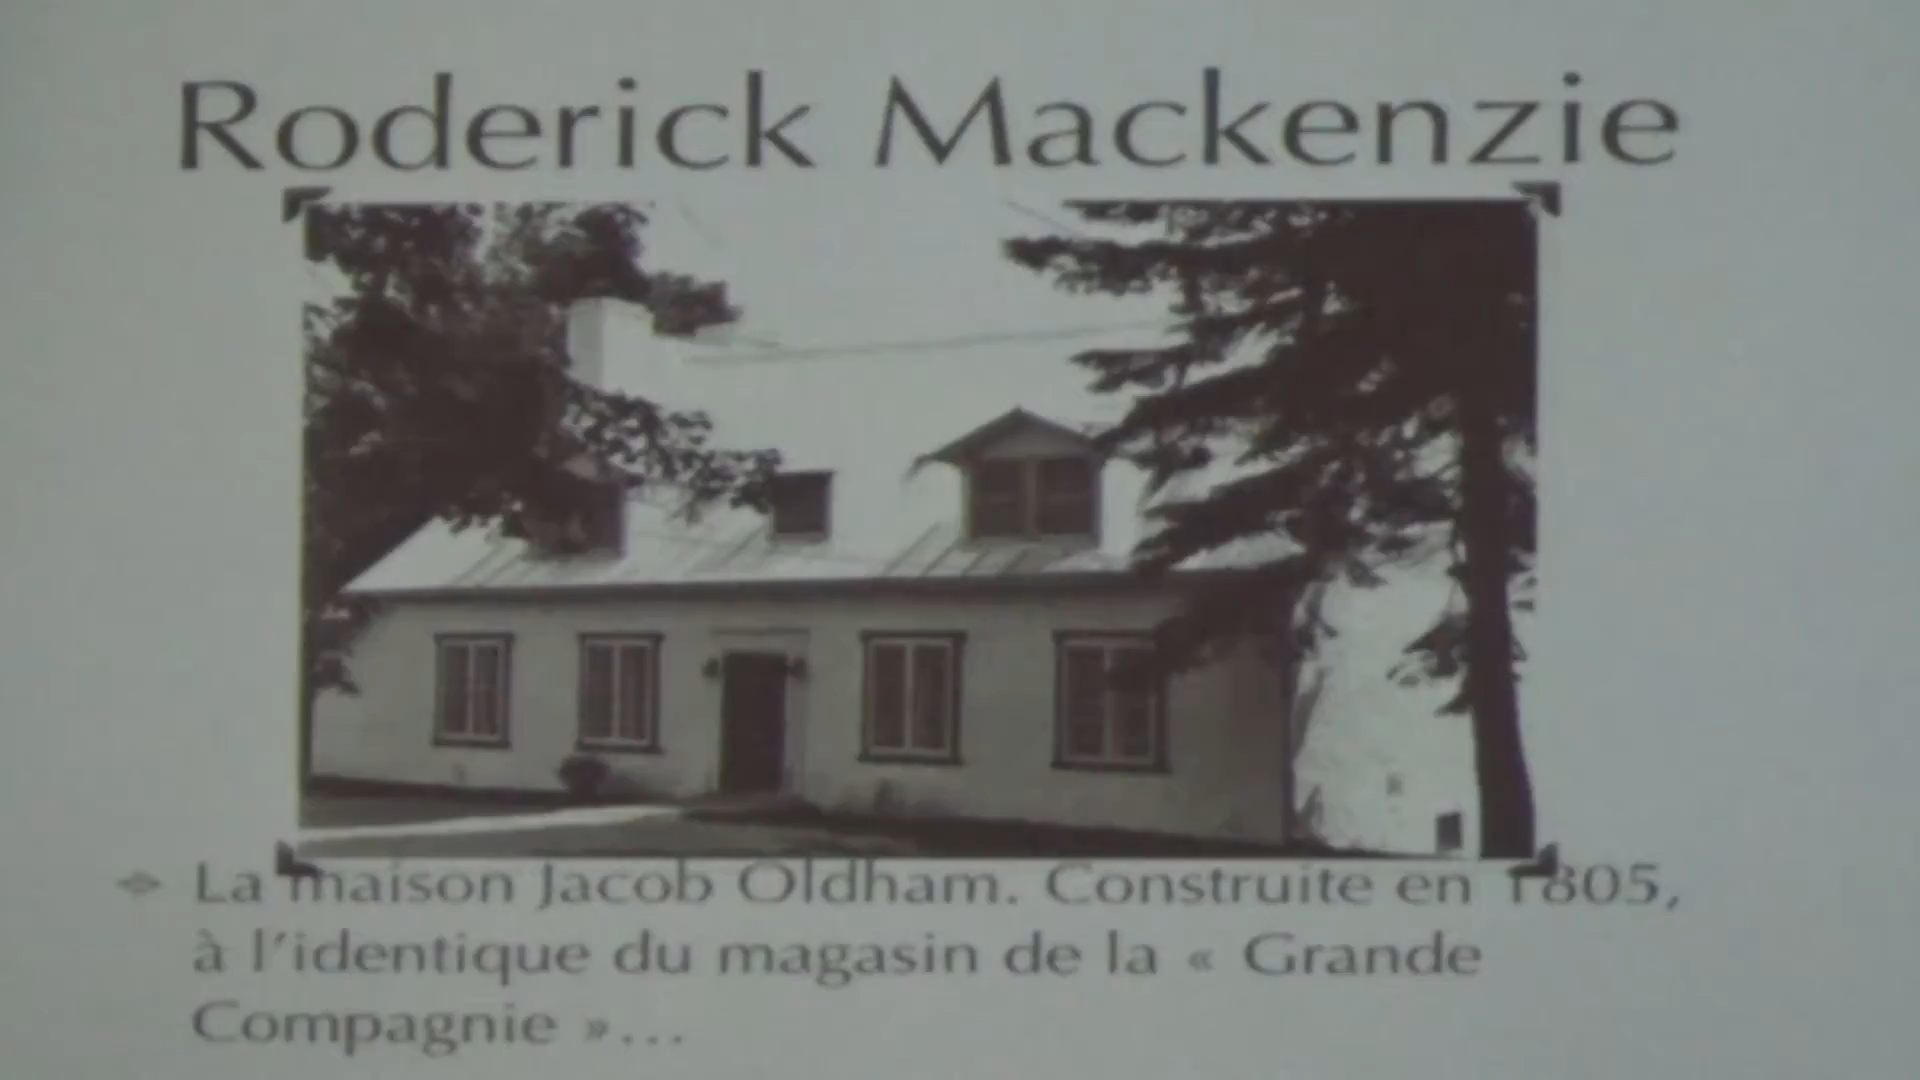 Roderick Mackenzie
La maison Jacob Oldham. Construite en 1805,
à l'identique du magasin de la « Grande
Compagnie »...